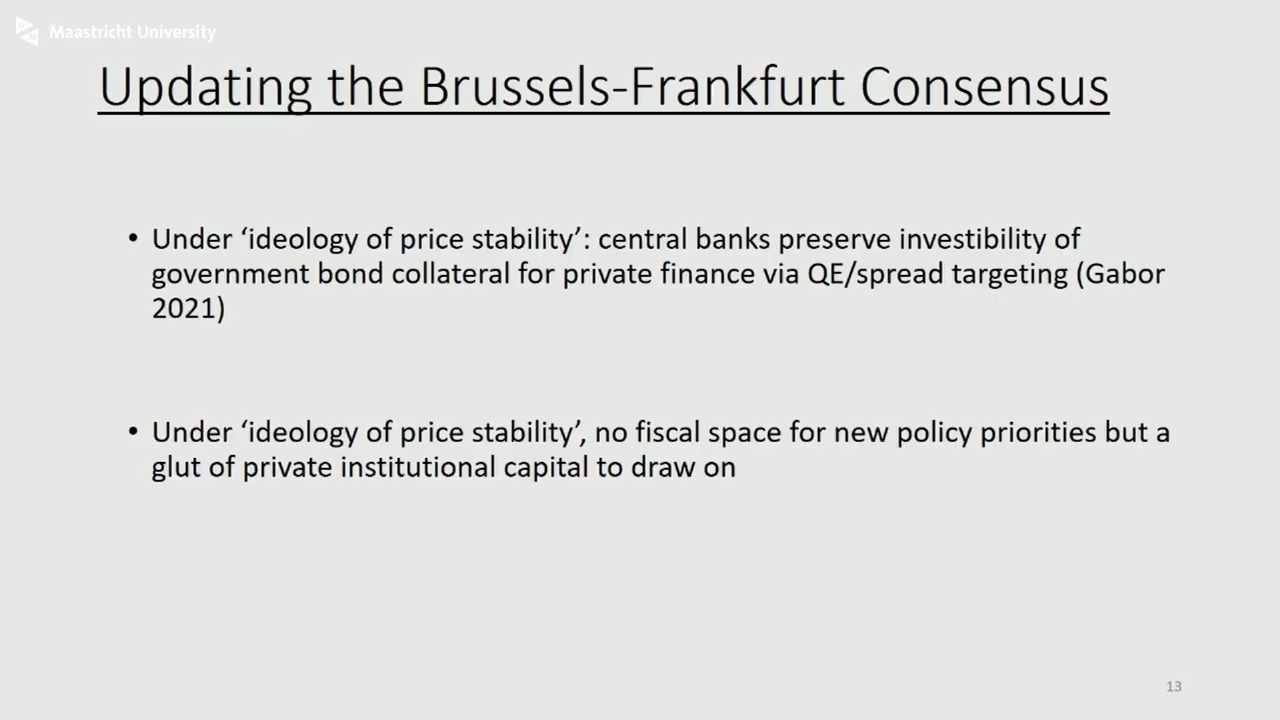 Maastricht University
Updating the Brussels-Frankfurt Consensus
• Under ‘ideology of price stability’: central banks preserve investibility of
government bond collateral for private finance via QE/spread targeting (Gabor
2021)
• Under ‘ideology of price stability’, no fiscal space for new policy priorities but a
glut of private institutional capital to draw on
13